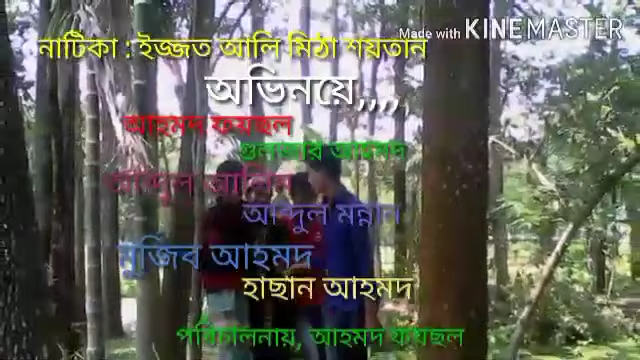 Made with KINEMASTER
নাটিকা : ইজ্জত আলি মিঠা শয়তান
অভিনয়ে,,,,
আহমদ ফয়ছল
গুলজার আহমদ
আব্দুল আলিম
আব্দুল মন্নান
মুজিব আহমদ
হাছান আহমদ
পরিচালনায়, আহমদ ফয়ছল